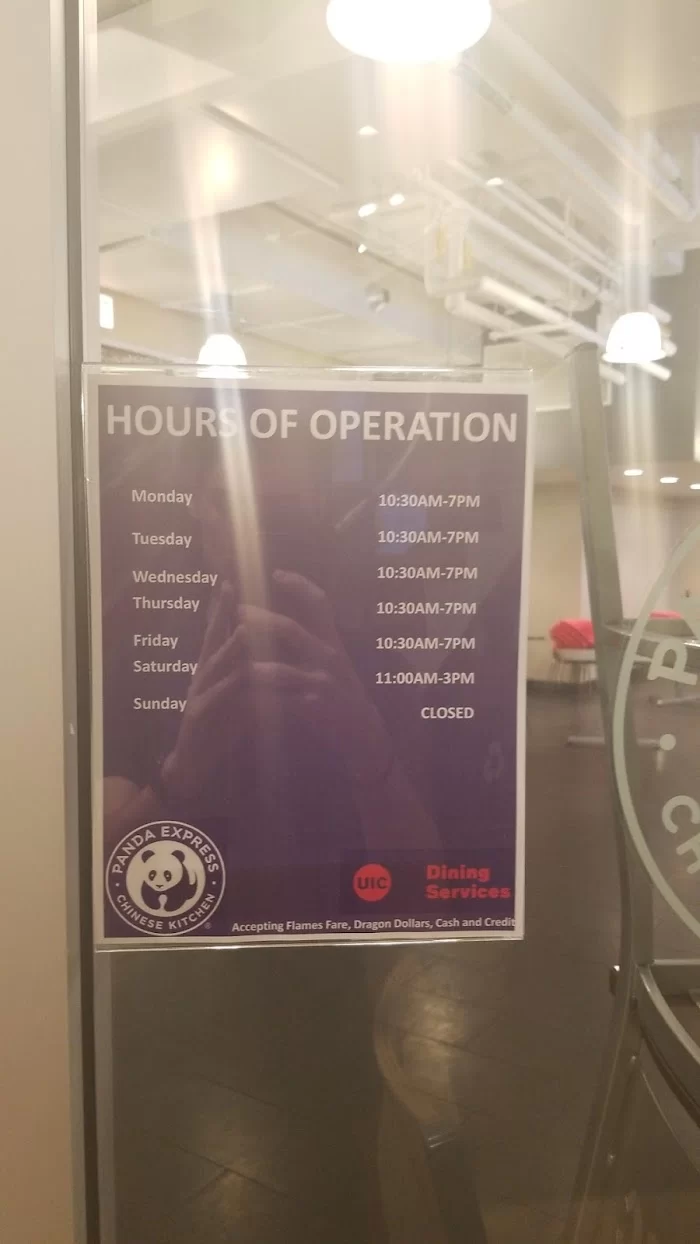 HOURS OF OPERATION
Monday 10:30AM-7PM
Tuesday 10:30AM-7PM
Wednesday 10:30AM-7PM
Thursday 10:30AM-7PM
Friday 10:30AM-7PM
Saturday 11:00AM-3PM
Sunday CLOSED
PANDA EXPRESS
CHINESE KITCHEN
UIC
Dining
Services
Accepting Flames Fare, Dragon Dollars, Cash and Credit